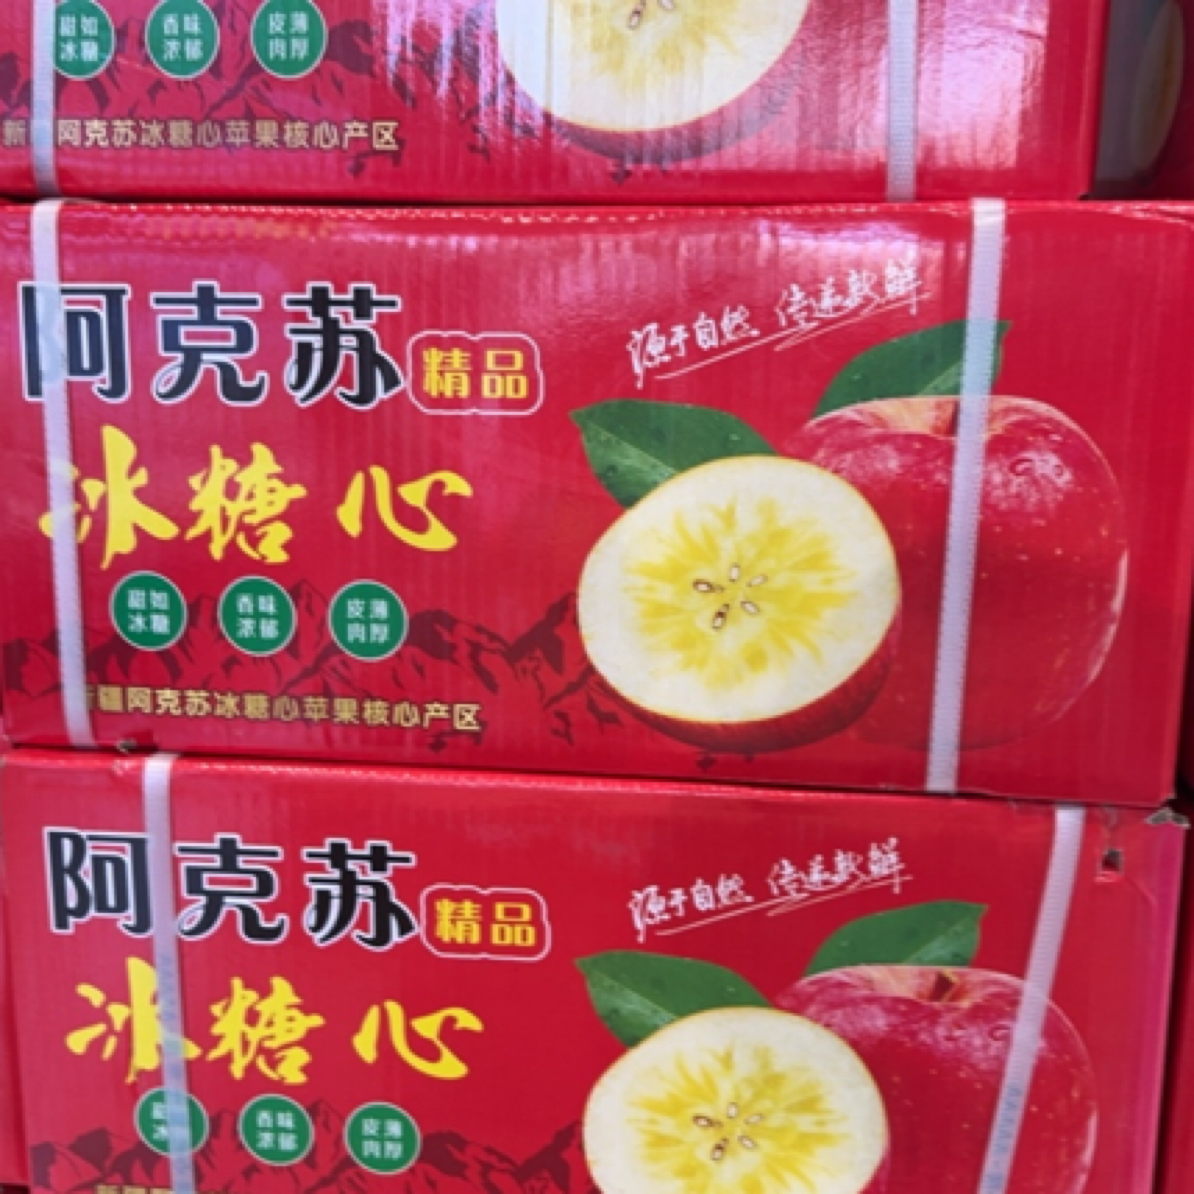 甜如 香味 皮薄
冰糖 浓郁 肉厚
新疆阿克苏冰糖心苹果核心产区
阿克苏 精品
源于自然 传递新鲜
冰糖心
甜如 香味 皮薄
冰糖 浓郁 肉厚
新疆阿克苏冰糖心苹果核心产区
阿克苏 精品
源于自然 传递新鲜
冰糖心
香味 皮薄
浓郁 肉厚